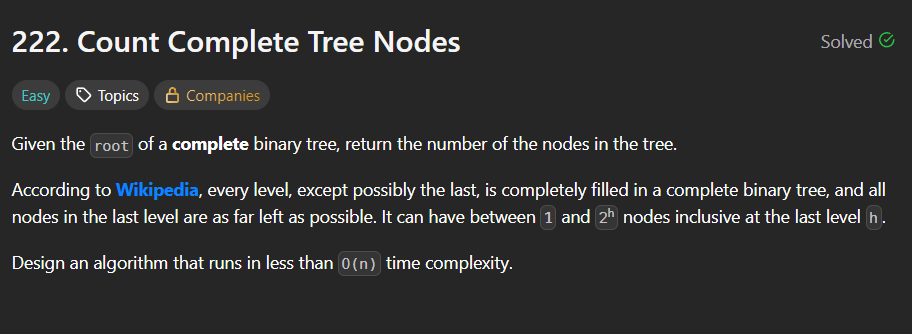 222. Count Complete Tree Nodes
Solved
Easy
Topics
Companies
Given the root of a complete binary tree, return the number of the nodes in the tree.
According to Wikipedia, every level, except possibly the last, is completely filled in a complete binary tree, and all
nodes in the last level are as far left as possible. It can have between 1 and 2ʰ nodes inclusive at the last level h.
Design an algorithm that runs in less than O(n) time complexity.